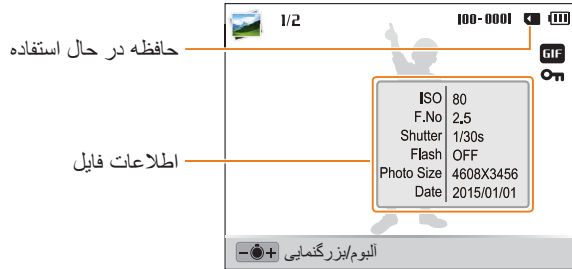 1/2
100-0001
GIF
حافظه در حال استفاده
ISO 80
F.No 2.5
Shutter 1/30s
Flash OFF
Photo Size 4608X3456
Date 2015/01/01
اطلاعات فایل
آلبوم/بزرگنمایی